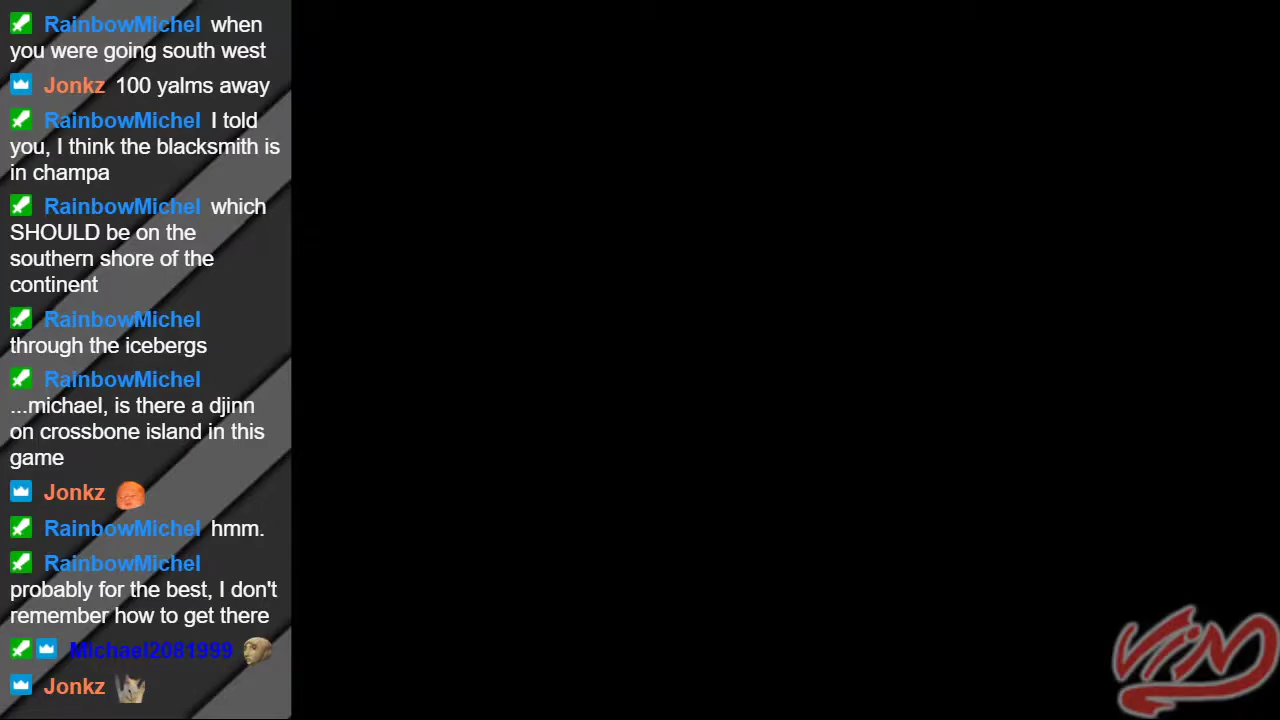 RainbowMichel when
you were going south west
Jonkz 100 yalms away
RainbowMichel I told
you, I think the blacksmith is
in champa
RainbowMichel which
SHOULD be on the
southern shore of the
continent
RainbowMichel
through the icebergs
RainbowMichel
...michael, is there a djinn
on crossbone island in this
game
Jonkz
RainbowMichel hmm.
RainbowMichel
probably for the best, I don't
remember how to get there
Michael2081999
Jonkz
VIM